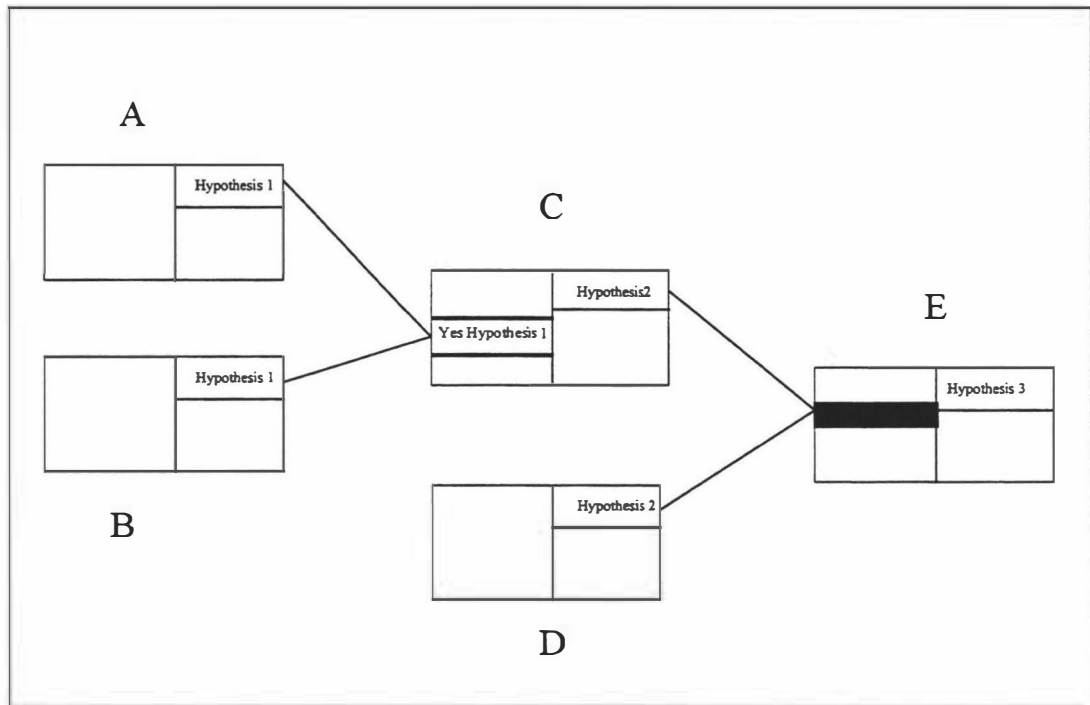 A
Hypothesis 1
C
Hypothesis2
E
Yes Hypothesis 1
Hypothesis 1
Hypothesis 3
B
Hypothesis 2
D